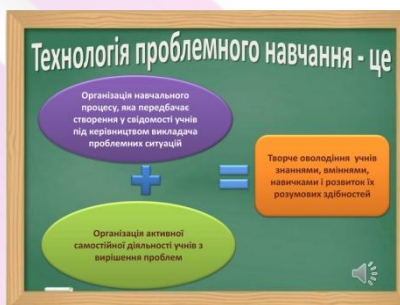 Технологія проблемного навчання - це
Організація навчального
процесу, яка передбачає
створення у свідомості учнів
під керівництвом викладача
проблемних ситуацій
+
=
Творче оволодіння учнів
знаннями, вміннями,
навичками і розвиток їх
розумових здібностей
Організація активної
самостійної діяльності учнів з
вирішення проблем